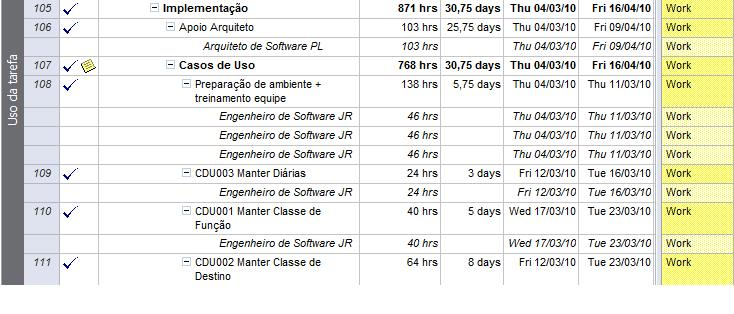 Uso da tarefa
105 Implementação 871 hrs 30,75 days Thu 04/03/10 Fri 16/04/10 Work
106 Apoio Arquiteto 103 hrs 25,75 days Thu 04/03/10 Fri 09/04/10 Work
Arquiteto de Software PL 103 hrs Thu 04/03/10 Fri 09/04/10 Work
107 Casos de Uso 768 hrs 30,75 days Thu 04/03/10 Fri 16/04/10 Work
108 Preparação de ambiente + 138 hrs 5,75 days Thu 04/03/10 Thu 11/03/10 Work
treinamento equipe
Engenheiro de Software JR 46 hrs Thu 04/03/10 Thu 11/03/10 Work
Engenheiro de Software JR 46 hrs Thu 04/03/10 Thu 11/03/10 Work
Engenheiro de Software JR 46 hrs Thu 04/03/10 Thu 11/03/10 Work
109 CDU003 Manter Diárias 24 hrs 3 days Fri 12/03/10 Tue 16/03/10 Work
Engenheiro de Software JR 24 hrs Fri 12/03/10 Tue 16/03/10 Work
110 CDU001 Manter Classe de 40 hrs 5 days Wed 17/03/10 Tue 23/03/10 Work
Função
Engenheiro de Software JR 40 hrs Wed 17/03/10 Tue 23/03/10 Work
111 CDU002 Manter Classe de 64 hrs 8 days Fri 12/03/10 Tue 23/03/10 Work
Destino